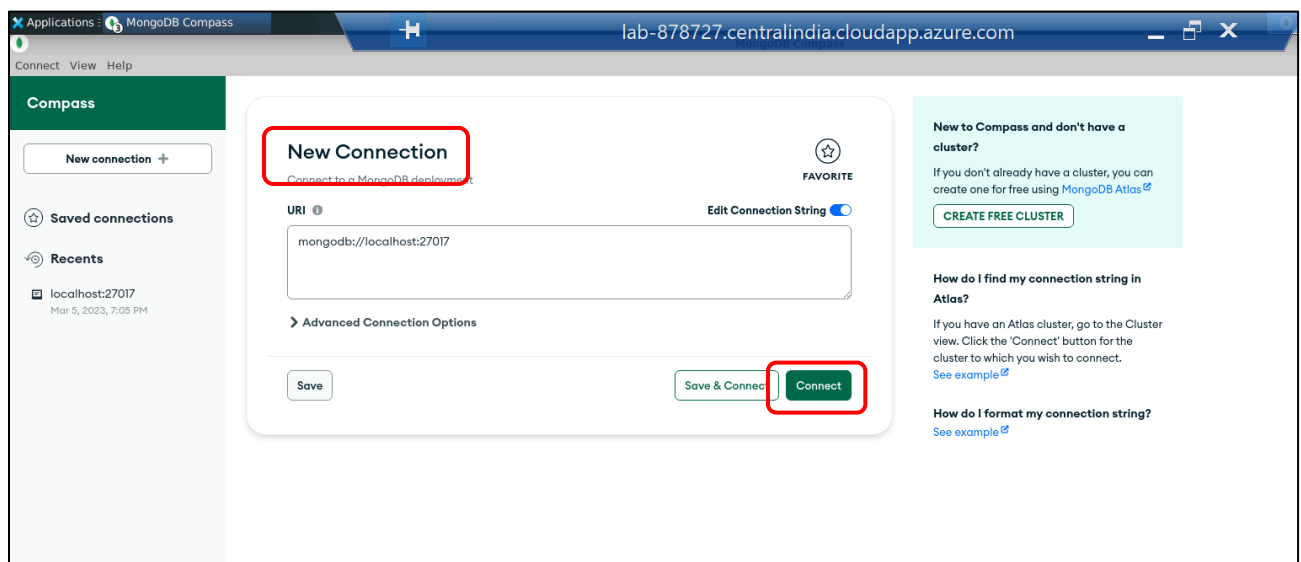 Applications : MongoDB Compass
lab-878727.centralindia.cloudapp.azure.com
MongoDB Compass
Connect View Help
Compass
New connection +
Saved connections
Recents
localhost:27017
Mar 5, 2023, 7:05 PM
New Connection
Connect to a MongoDB deployment
FAVORITE
URI
Edit Connection String
mongodb://localhost:27017
Advanced Connection Options
Save
Save & Connect
Connect
New to Compass and don't have a
cluster?
If you don't already have a cluster, you can
create one for free using MongoDB Atlas
CREATE FREE CLUSTER
How do I find my connection string in
Atlas?
If you have an Atlas cluster, go to the Cluster
view. Click the 'Connect' button for the
cluster to which you wish to connect.
See example
How do I format my connection string?
See example